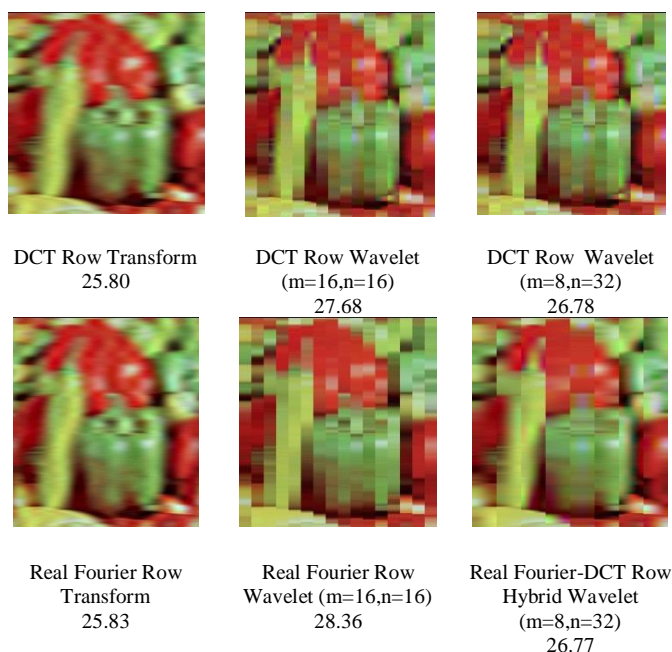 DCT Row Transform
25.80
DCT Row Wavelet
(m=16,n=16)
27.68
DCT Row Wavelet
(m=8,n=32)
26.78
Real Fourier Row
Transform
25.83
Real Fourier Row
Wavelet (m=16,n=16)
28.36
Real Fourier-DCT Row
Hybrid Wavelet
(m=8,n=32)
26.77